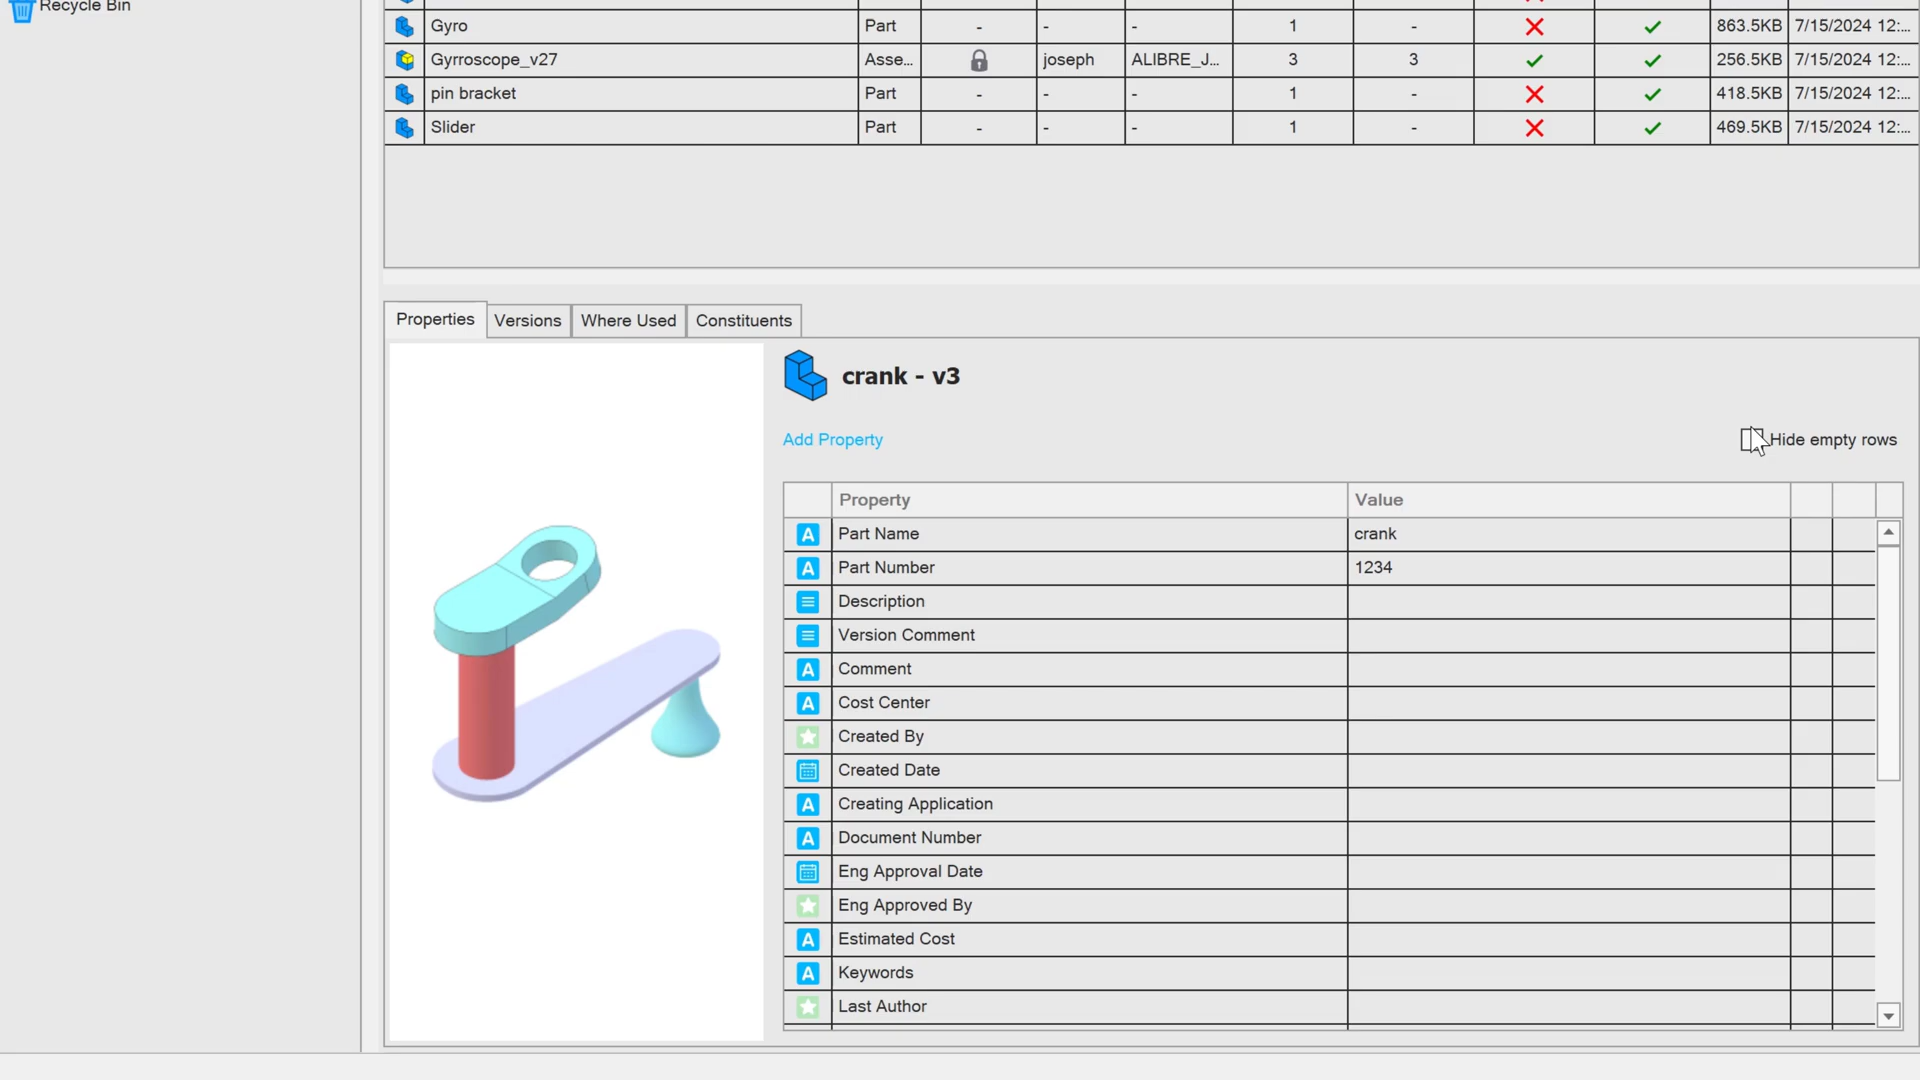 Recycle Bin
Gyro Part - - - 1 - 863.5KB 7/15/2024 12:...
Gyrroscope_v27 Asse... joseph ALIBRE_J... 3 3 256.5KB 7/15/2024 12:...
pin bracket Part - - - 1 - 418.5KB 7/15/2024 12:...
Slider Part - - - 1 - 469.5KB 7/15/2024 12:...
Properties Versions Where Used Constituents
crank - v3
Add Property Hide empty rows
Property Value
A Part Name crank
A Part Number 1234
Description
Version Comment
A Comment
A Cost Center
Created By
Created Date
A Creating Application
A Document Number
Eng Approval Date
Eng Approved By
A Estimated Cost
A Keywords
Last Author